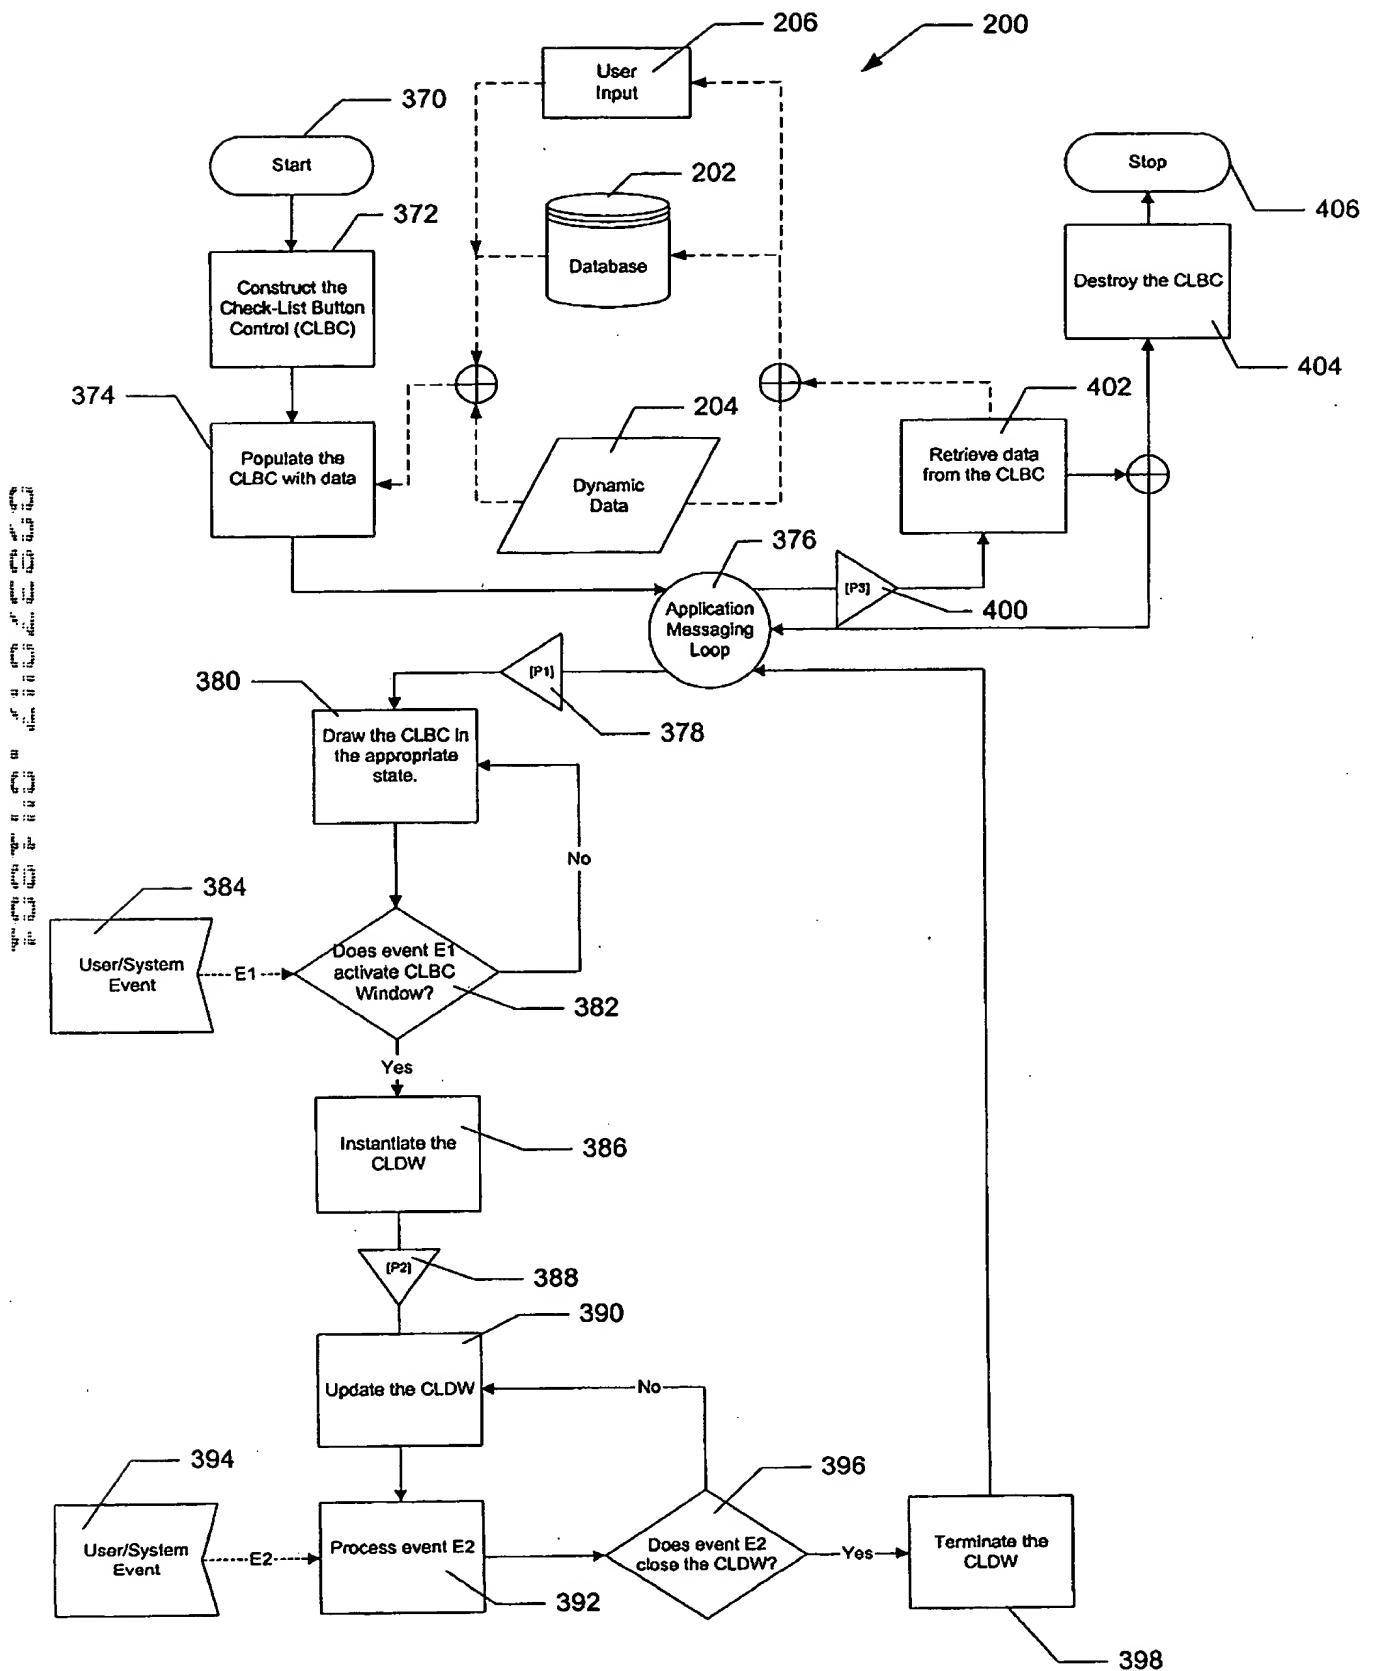 206
200
User
Input
370
Start
202
Stop
406
372
Database
Construct the
Check-List Button
Control (CLBC)
Destroy the CLBC
404
374
204
402
Populate the
CLBC with data
Dynamic
Data
Retrieve data
from the CLBC
376
[P3]
400
Application
Messaging
Loop
[P1]
378
380
Draw the CLBC in
the appropriate
state.
No
384
User/System
Event
E1
Does event E1
activate CLBC
Window?
382
Yes
Instantiate the
CLDW
386
[P2]
388
390
Update the CLDW
No
394
396
User/System
Event
E2
Process event E2
392
Does event E2
close the CLDW?
Yes
Terminate the
CLDW
398